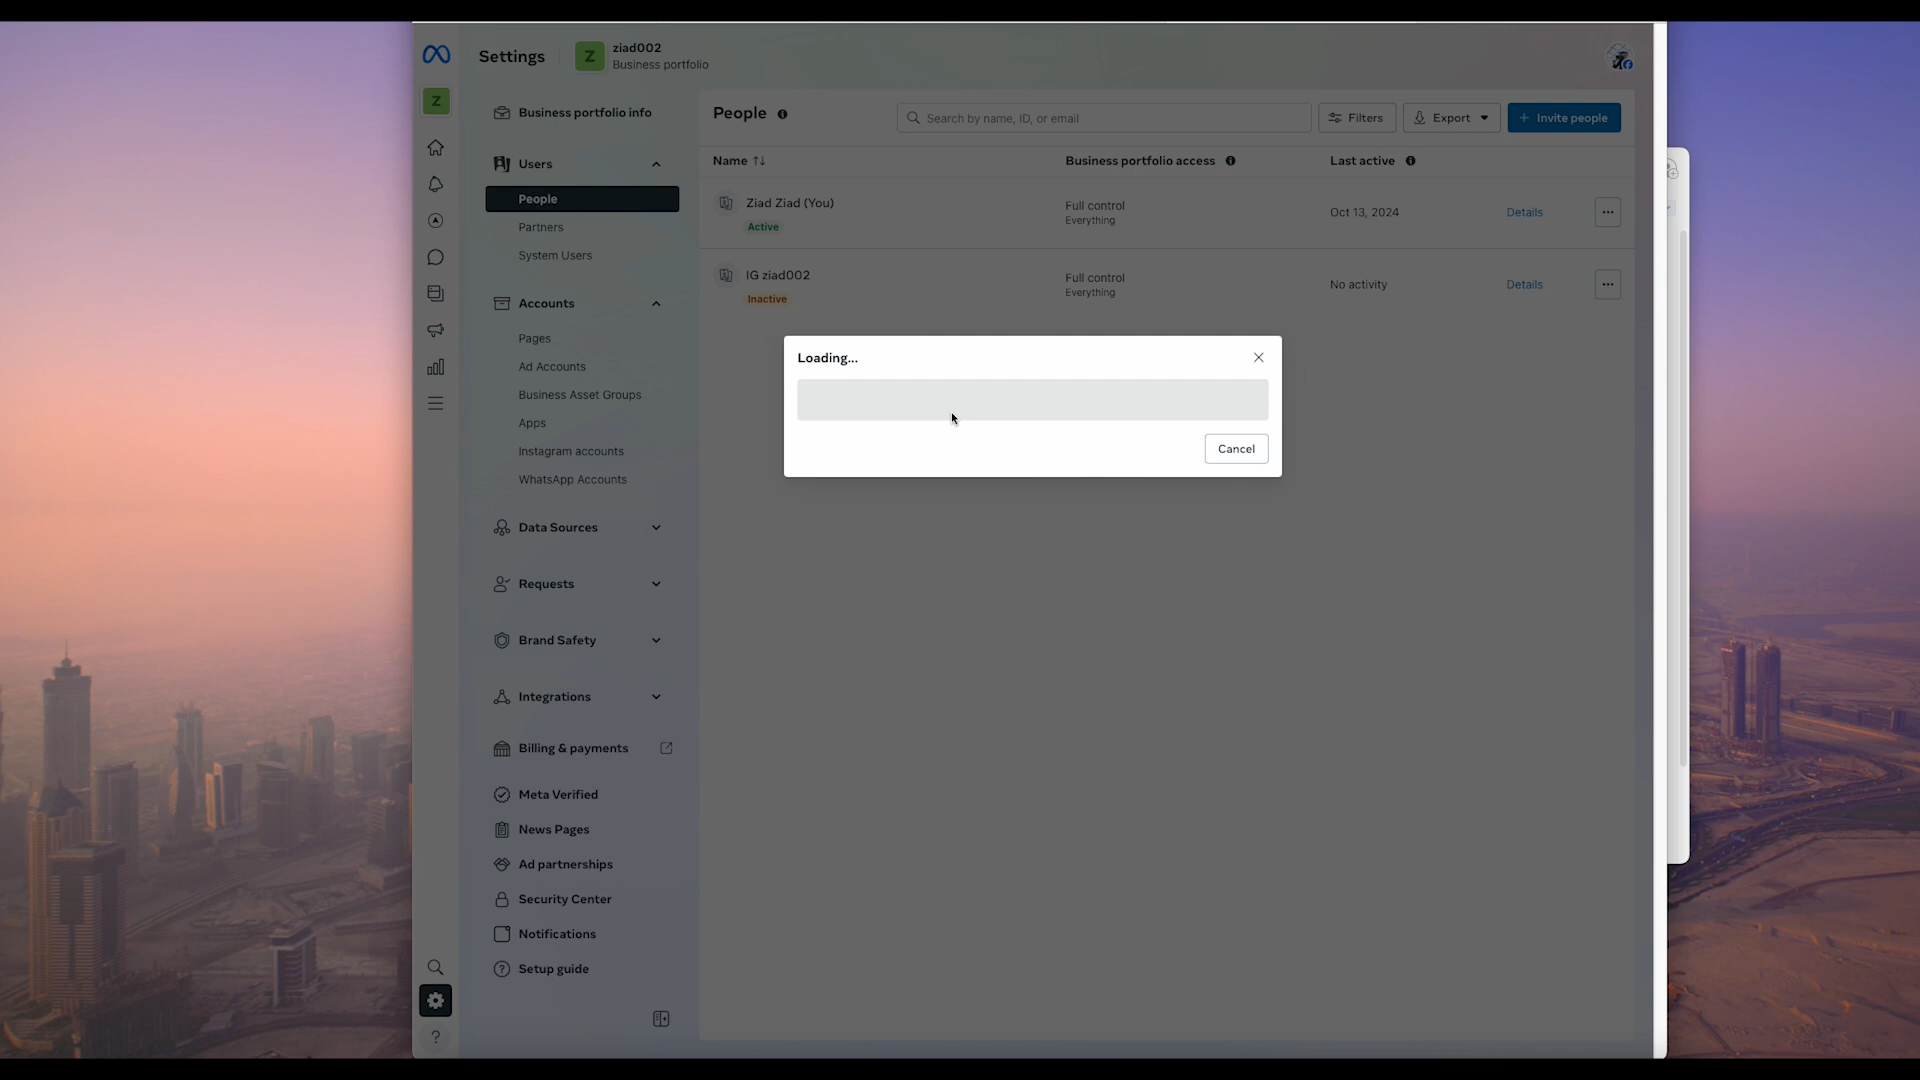 Settings
Z
ziad002
Business portfolio
Z
Business portfolio info
Users
People
Partners
System Users
Accounts
Pages
Ad Accounts
Business Asset Groups
Apps
Instagram accounts
WhatsApp Accounts
Data Sources
Requests
Brand Safety
Integrations
Billing & payments
Meta Verified
News Pages
Ad partnerships
Security Center
Notifications
Setup guide
People
Search by name, ID, or email
Filters
Export
+ Invite people
Name
Business portfolio access
Last active
Ziad Ziad (You)
Active
Full control
Everything
Oct 13, 2024
Details
IG ziad002
Inactive
Full control
Everything
No activity
Details
Loading...
Cancel